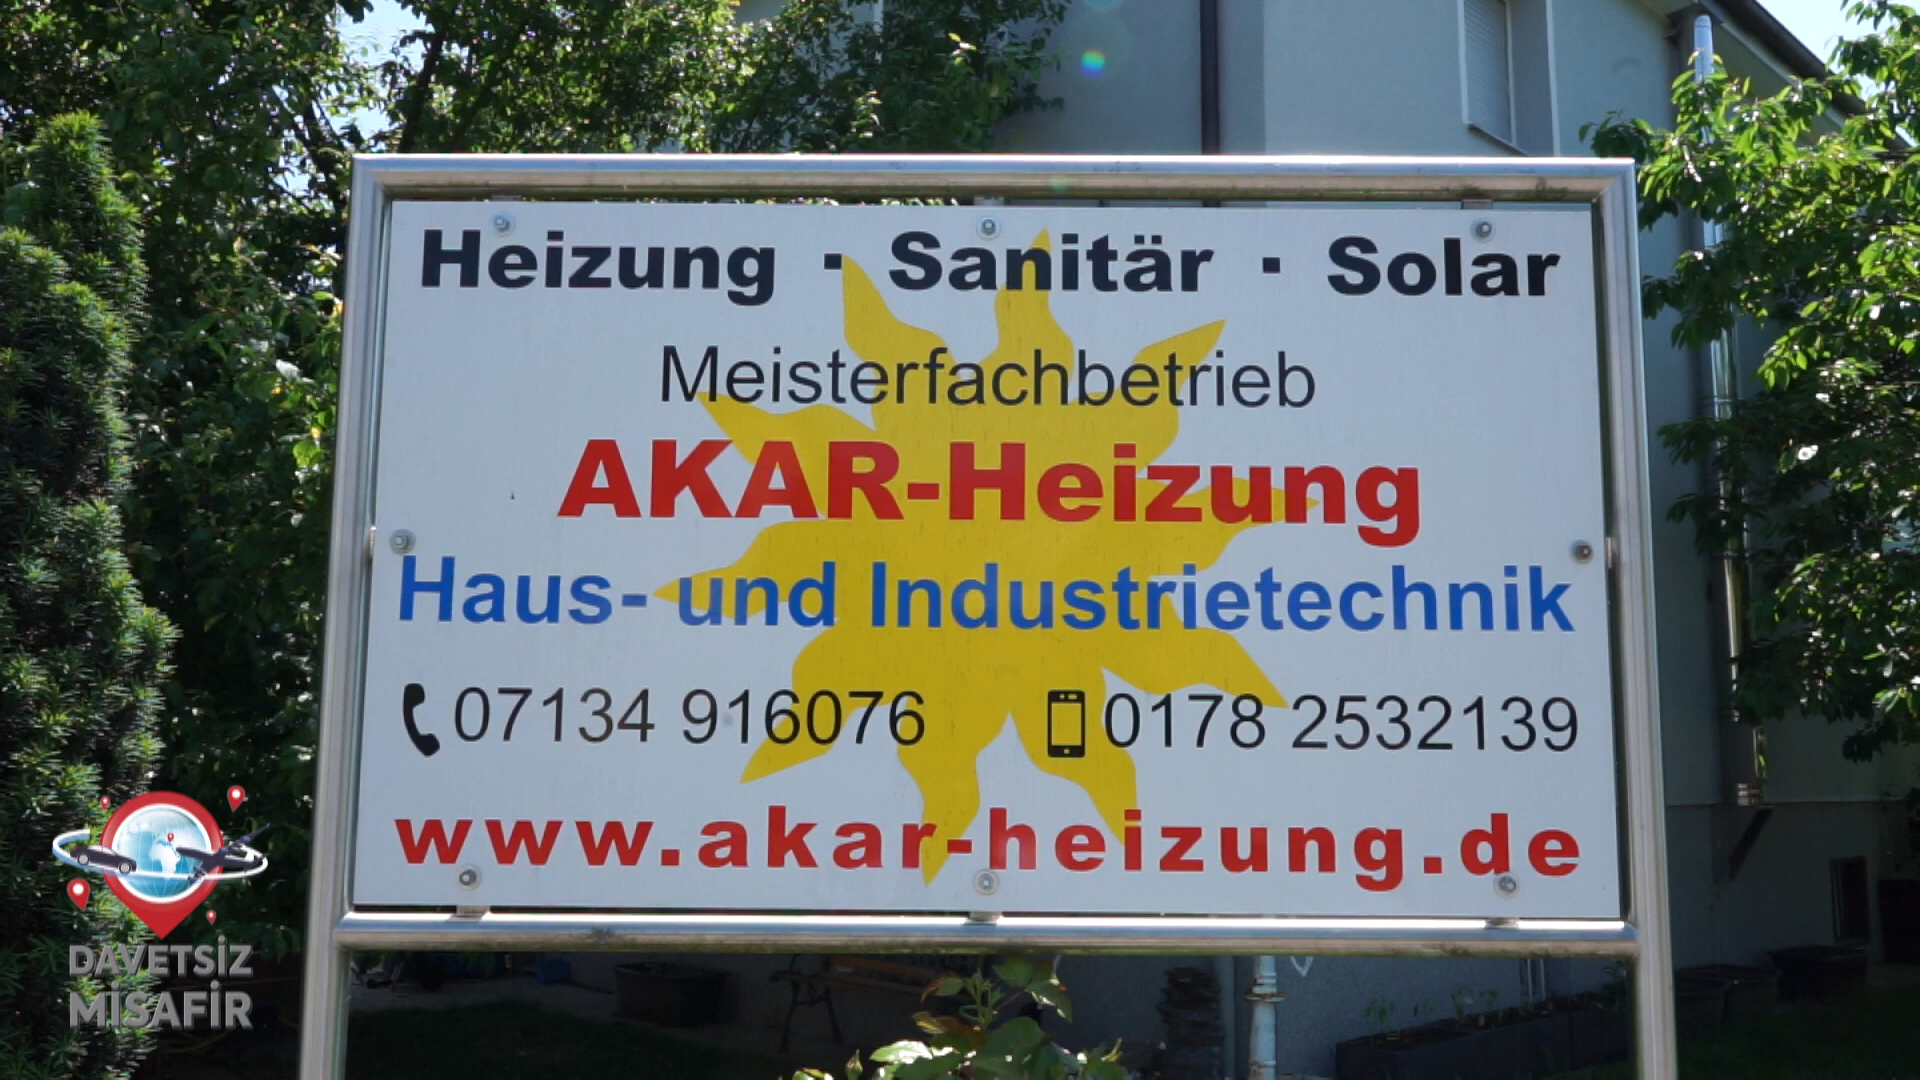 Heizung · Sanitär · Solar
Meisterfachbetrieb
AKAR-Heizung
Haus- und Industrietechnik
07134 916076 0178 2532139
www.akar-heizung.de
DAVETSİZ
MİSAFİR